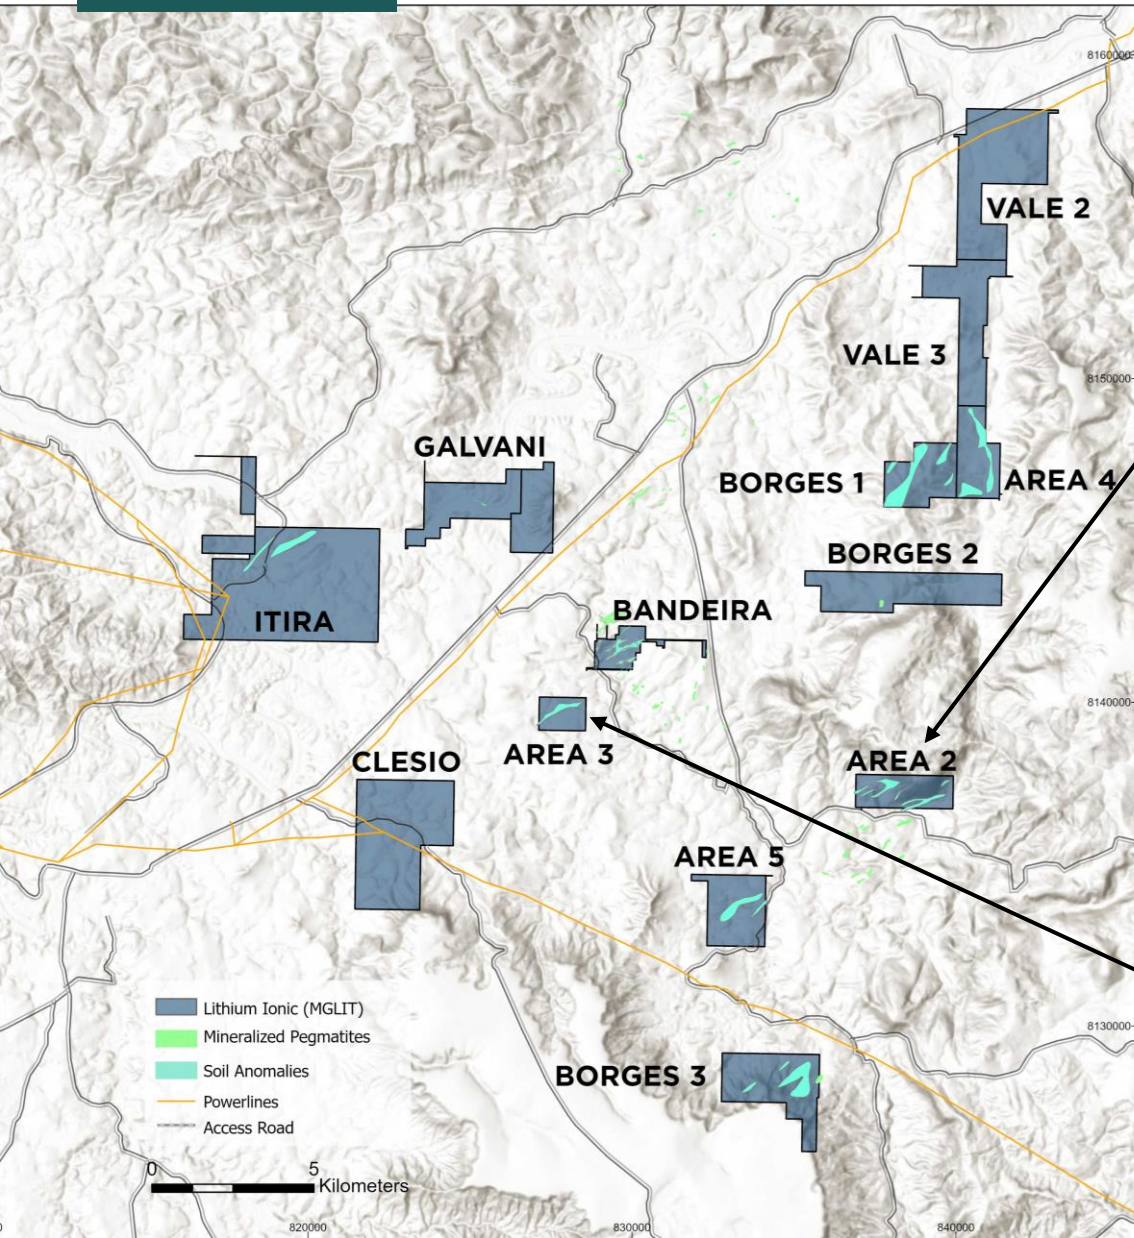 8160000
VALE 2
VALE 3
8150000
GALVANI
BORGES 1
AREA 4
BORGES 2
BANDEIRA
ITIRA
8140000
AREA 3
CLESIO
AREA 2
AREA 5
Lithium Ionic (MGLIT)
Mineralized Pegmatites
Soil Anomalies
Powerlines
Access Road
8130000
BORGES 3
0 5
Kilometers
820000 830000 840000